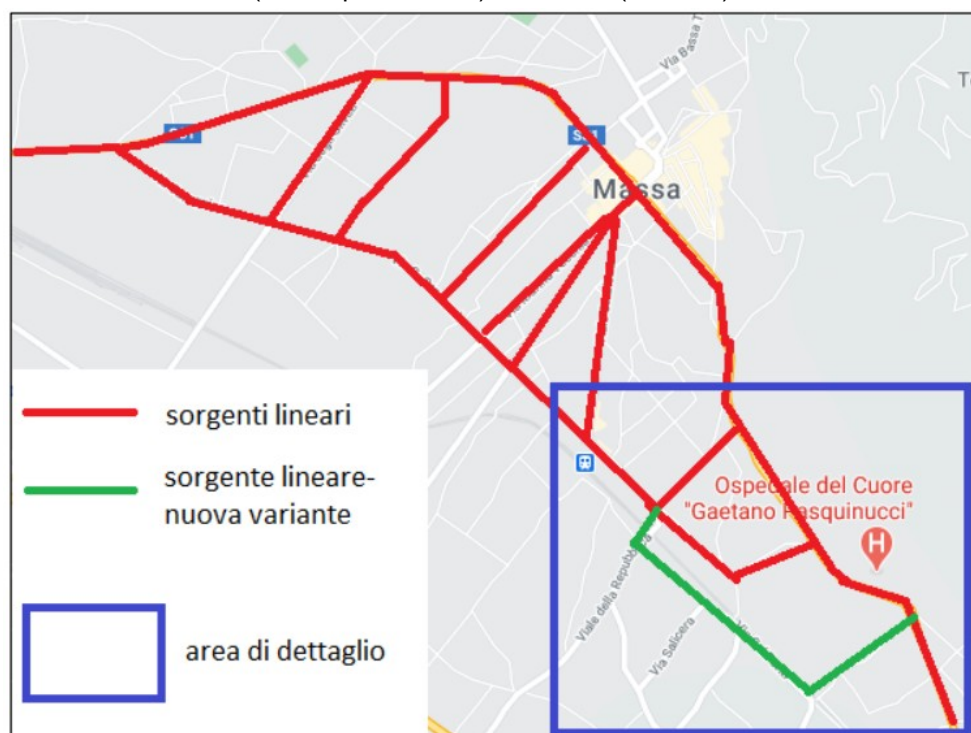 Via Bassa T
SS1
SS1
Massa
sorgenti lineari
sorgente lineare-
nuova variante
area di dettaglio
Ospedale del Cuore
"Gaetano Pasquinucci"
H
Viale della Repubblica
Via Salicera